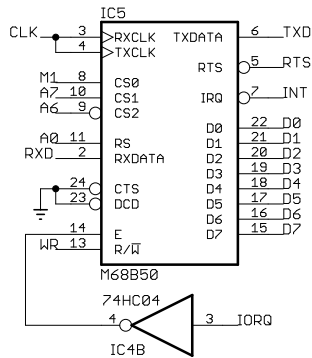 IC5
CLK 3 RXCLK TXDATA 6 TXD
4 TXCLK
RTS 5 RTS
M1 8 CS0
A7 10 CS1 IRQ 7 INT
A6 9 CS2
D0 22 D0
A0 11 RS D1 21 D1
RXD 2 RXDATA D2 20 D2
D3 19 D3
24 CTS D4 18 D4
23 DCD D5 17 D5
D6 16 D6
14 E D7 15 D7
WR 13 R/W
M68B50
74HC04
4 3 IORQ
IC4B